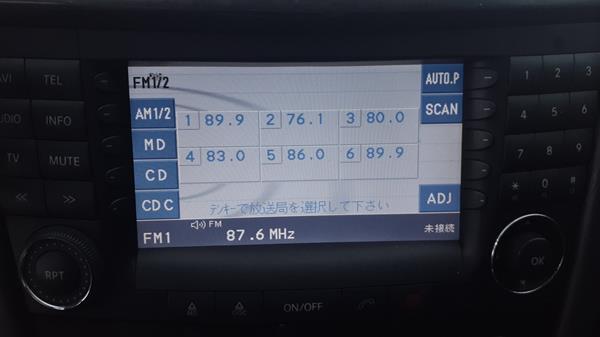 FM1/2
AUTO.P
AM1/2
SCAN
1 89.9 2 76.1 3 80.0
MD
4 83.0 5 86.0 6 89.9
CD
CD C
テンキーで放送局を選択して下さい
ADJ
FM1 FM 87.6 MHz 未接続
TEL
INFO
TV MUTE
RPT
ON/OFF
OK
1 2 3
4 5 6
7 8 9
* 0 #